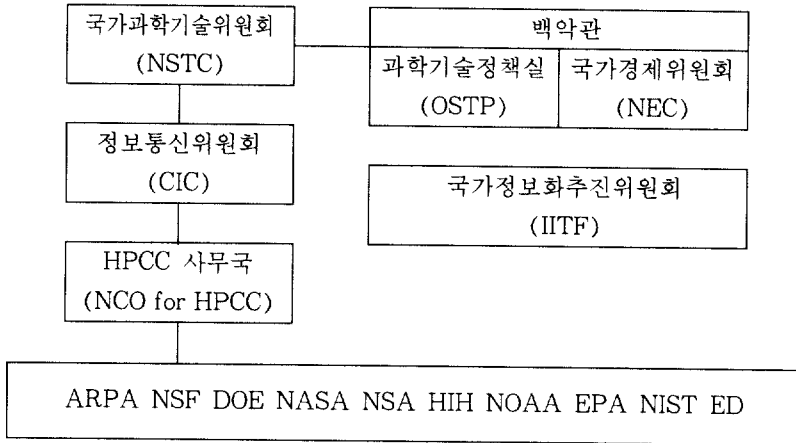 국가과학기술위원회
(NSTC)
백악관
과학기술정책실
(OSTP)
국가경제위원회
(NEC)
정보통신위원회
(CIC)
국가정보화추진위원회
(IITF)
HPCC 사무국
(NCO for HPCC)
ARPA NSF DOE NASA NSA HIH NOAA EPA NIST ED